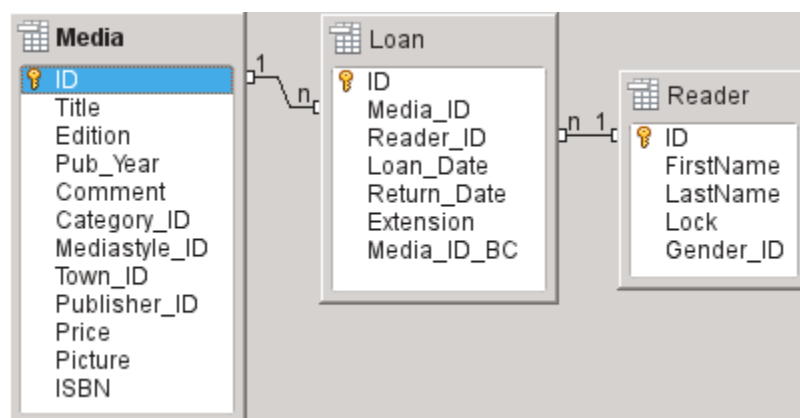 Media
ID
Title
Edition
Pub_Year
Comment
Category_ID
Mediastyle_ID
Town_ID
Publisher_ID
Price
Picture
ISBN
1
n
Loan
ID
Media_ID
Reader_ID
Loan_Date
Return_Date
Extension
Media_ID_BC
n 1
Reader
ID
FirstName
LastName
Lock
Gender_ID